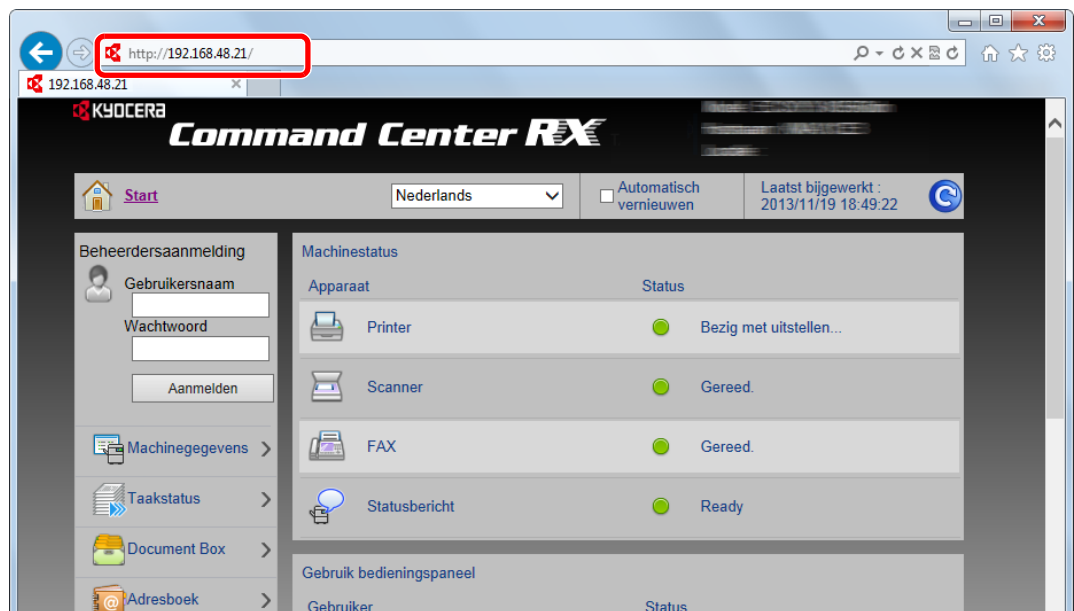 http://192.168.48.21/
192.168.48.21
KYOCERA
Command Center RX
Start
Nederlands
Automatisch
vernieuwen
Laatst bijgewerkt :
2013/11/19 18:49:22
Beheerdersaanmelding
Gebruikersnaam
Wachtwoord
Aanmelden
Machinegegevens
Taakstatus
Document Box
Adresboek
Machinestatus
Apparaat Status
Printer Bezig met uitstellen...
Scanner Gereed.
FAX Gereed.
Statusbericht Ready
Gebruik bedieningspaneel
Gebruiker Status